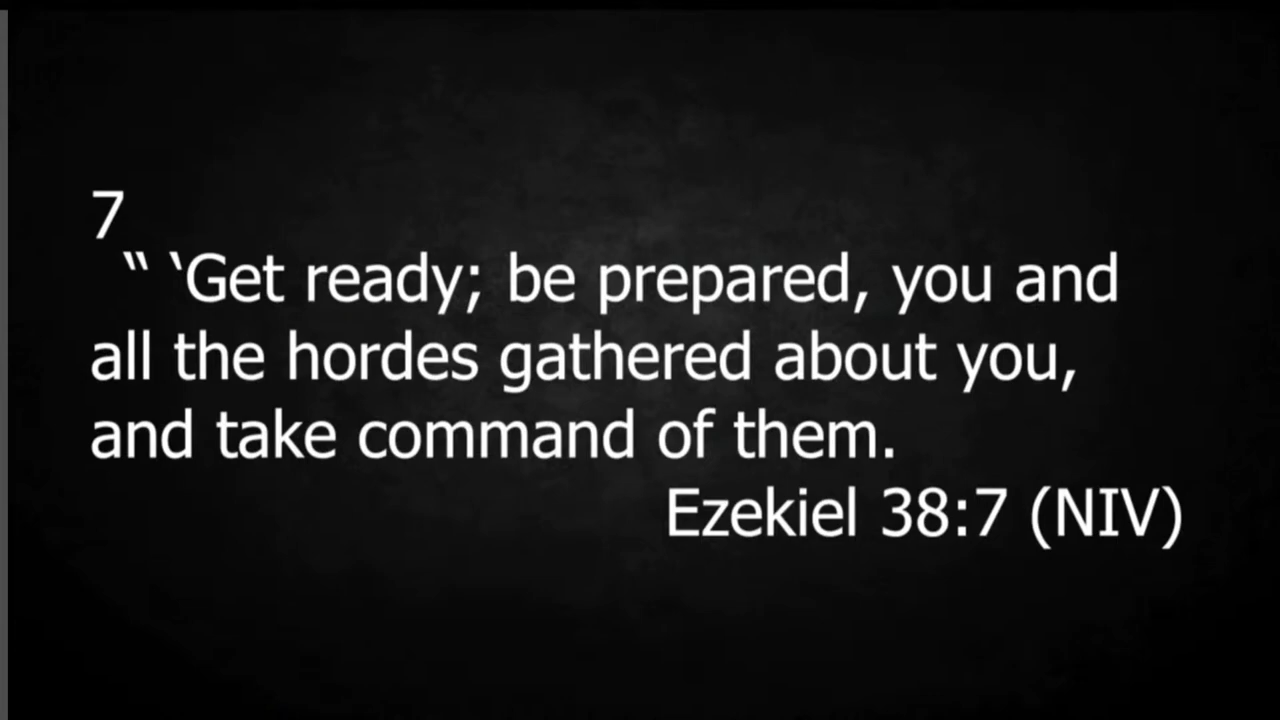 7
“ ‘Get ready; be prepared, you and
all the hordes gathered about you,
and take command of them.
Ezekiel 38:7 (NIV)